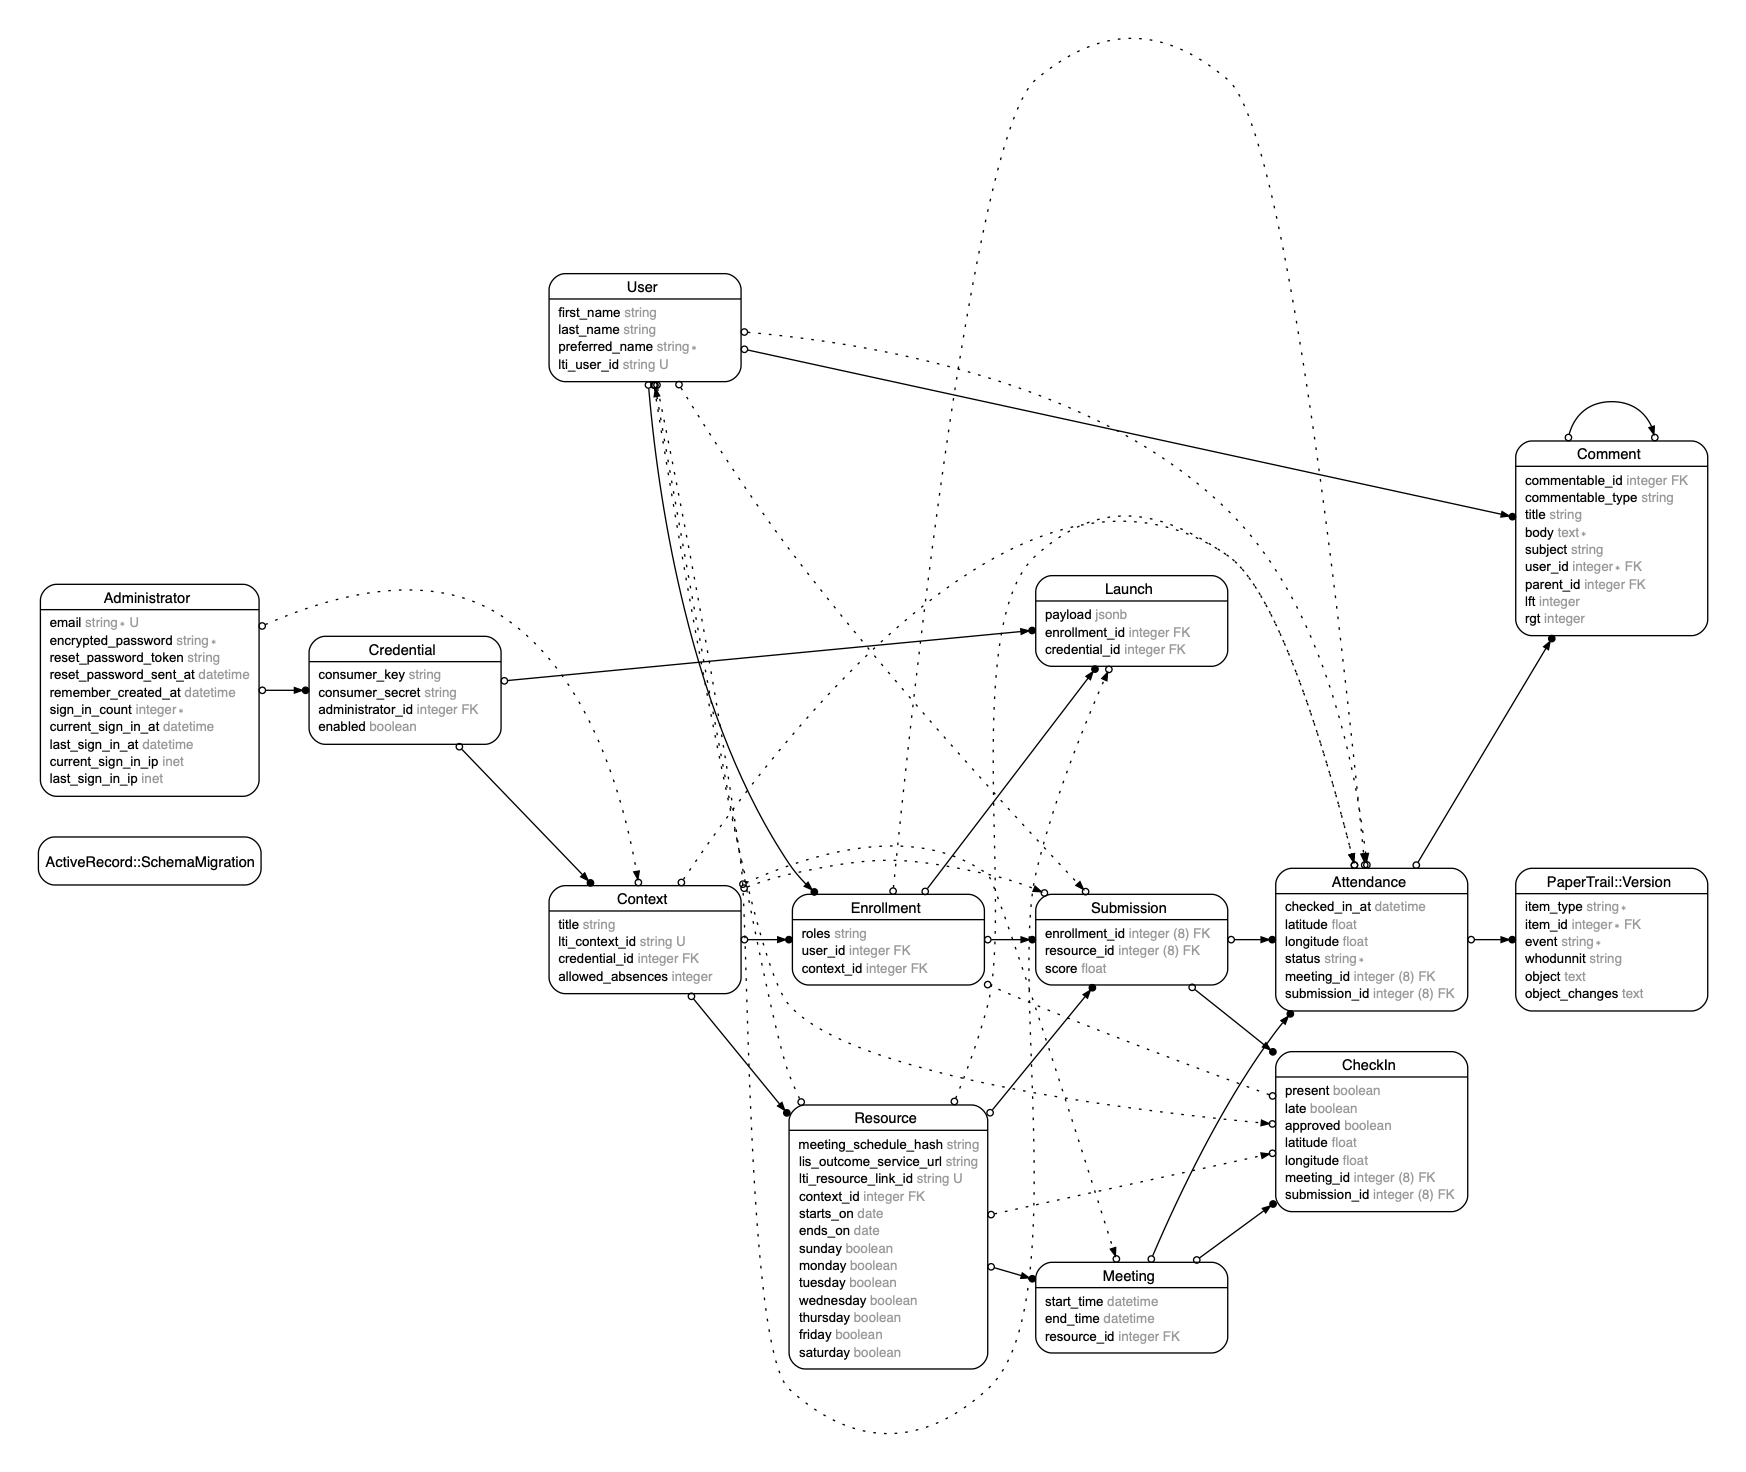 User
first_name string
last_name string
preferred_name string ∗
lti_user_id string U
Comment
commentable_id integer FK
commentable_type string
title string
body text ∗
subject string
user_id integer ∗ FK
parent_id integer FK
lft integer
rgt integer
Administrator
email string ∗ U
encrypted_password string ∗
reset_password_token string
reset_password_sent_at datetime
remember_created_at datetime
sign_in_count integer ∗
current_sign_in_at datetime
last_sign_in_at datetime
current_sign_in_ip inet
last_sign_in_ip inet
Credential
consumer_key string
consumer_secret string
administrator_id integer FK
enabled boolean
Launch
payload jsonb
enrollment_id integer FK
credential_id integer FK
ActiveRecord::SchemaMigration
Context
title string
lti_context_id string U
credential_id integer FK
allowed_absences integer
Enrollment
roles string
user_id integer FK
context_id integer FK
Submission
enrollment_id integer (8) FK
resource_id integer (8) FK
score float
Attendance
checked_in_at datetime
latitude float
longitude float
status string ∗
meeting_id integer (8) FK
submission_id integer (8) FK
PaperTrail::Version
item_type string ∗
item_id integer ∗ FK
event string ∗
whodunnit string
object text
object_changes text
CheckIn
present boolean
late boolean
approved boolean
latitude float
longitude float
meeting_id integer (8) FK
submission_id integer (8) FK
Resource
meeting_schedule_hash string
lis_outcome_service_url string
lti_resource_link_id string U
context_id integer FK
starts_on date
ends_on date
sunday boolean
monday boolean
tuesday boolean
wednesday boolean
thursday boolean
friday boolean
saturday boolean
Meeting
start_time datetime
end_time datetime
resource_id integer FK